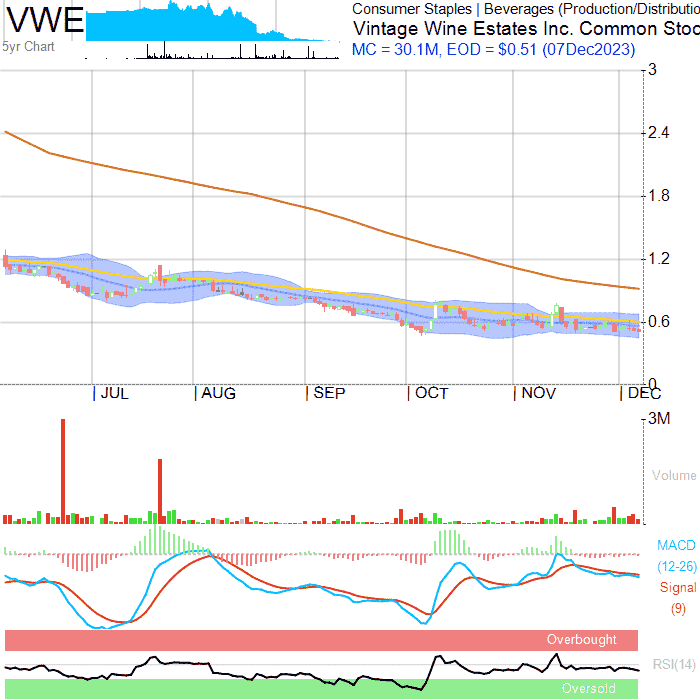 VWE
5yr Chart
Consumer Staples | Beverages (Production/Distributio
Vintage Wine Estates Inc. Common Stoc
MC = 30.1M, EOD = $0.51 (07Dec2023)
3
2.4
1.8
1.2
0.6
0
JUL AUG SEP OCT NOV DEC
3M
Volume
MACD
(12-26)
Signal
(9)
Overbought
RSI(14)
Oversold